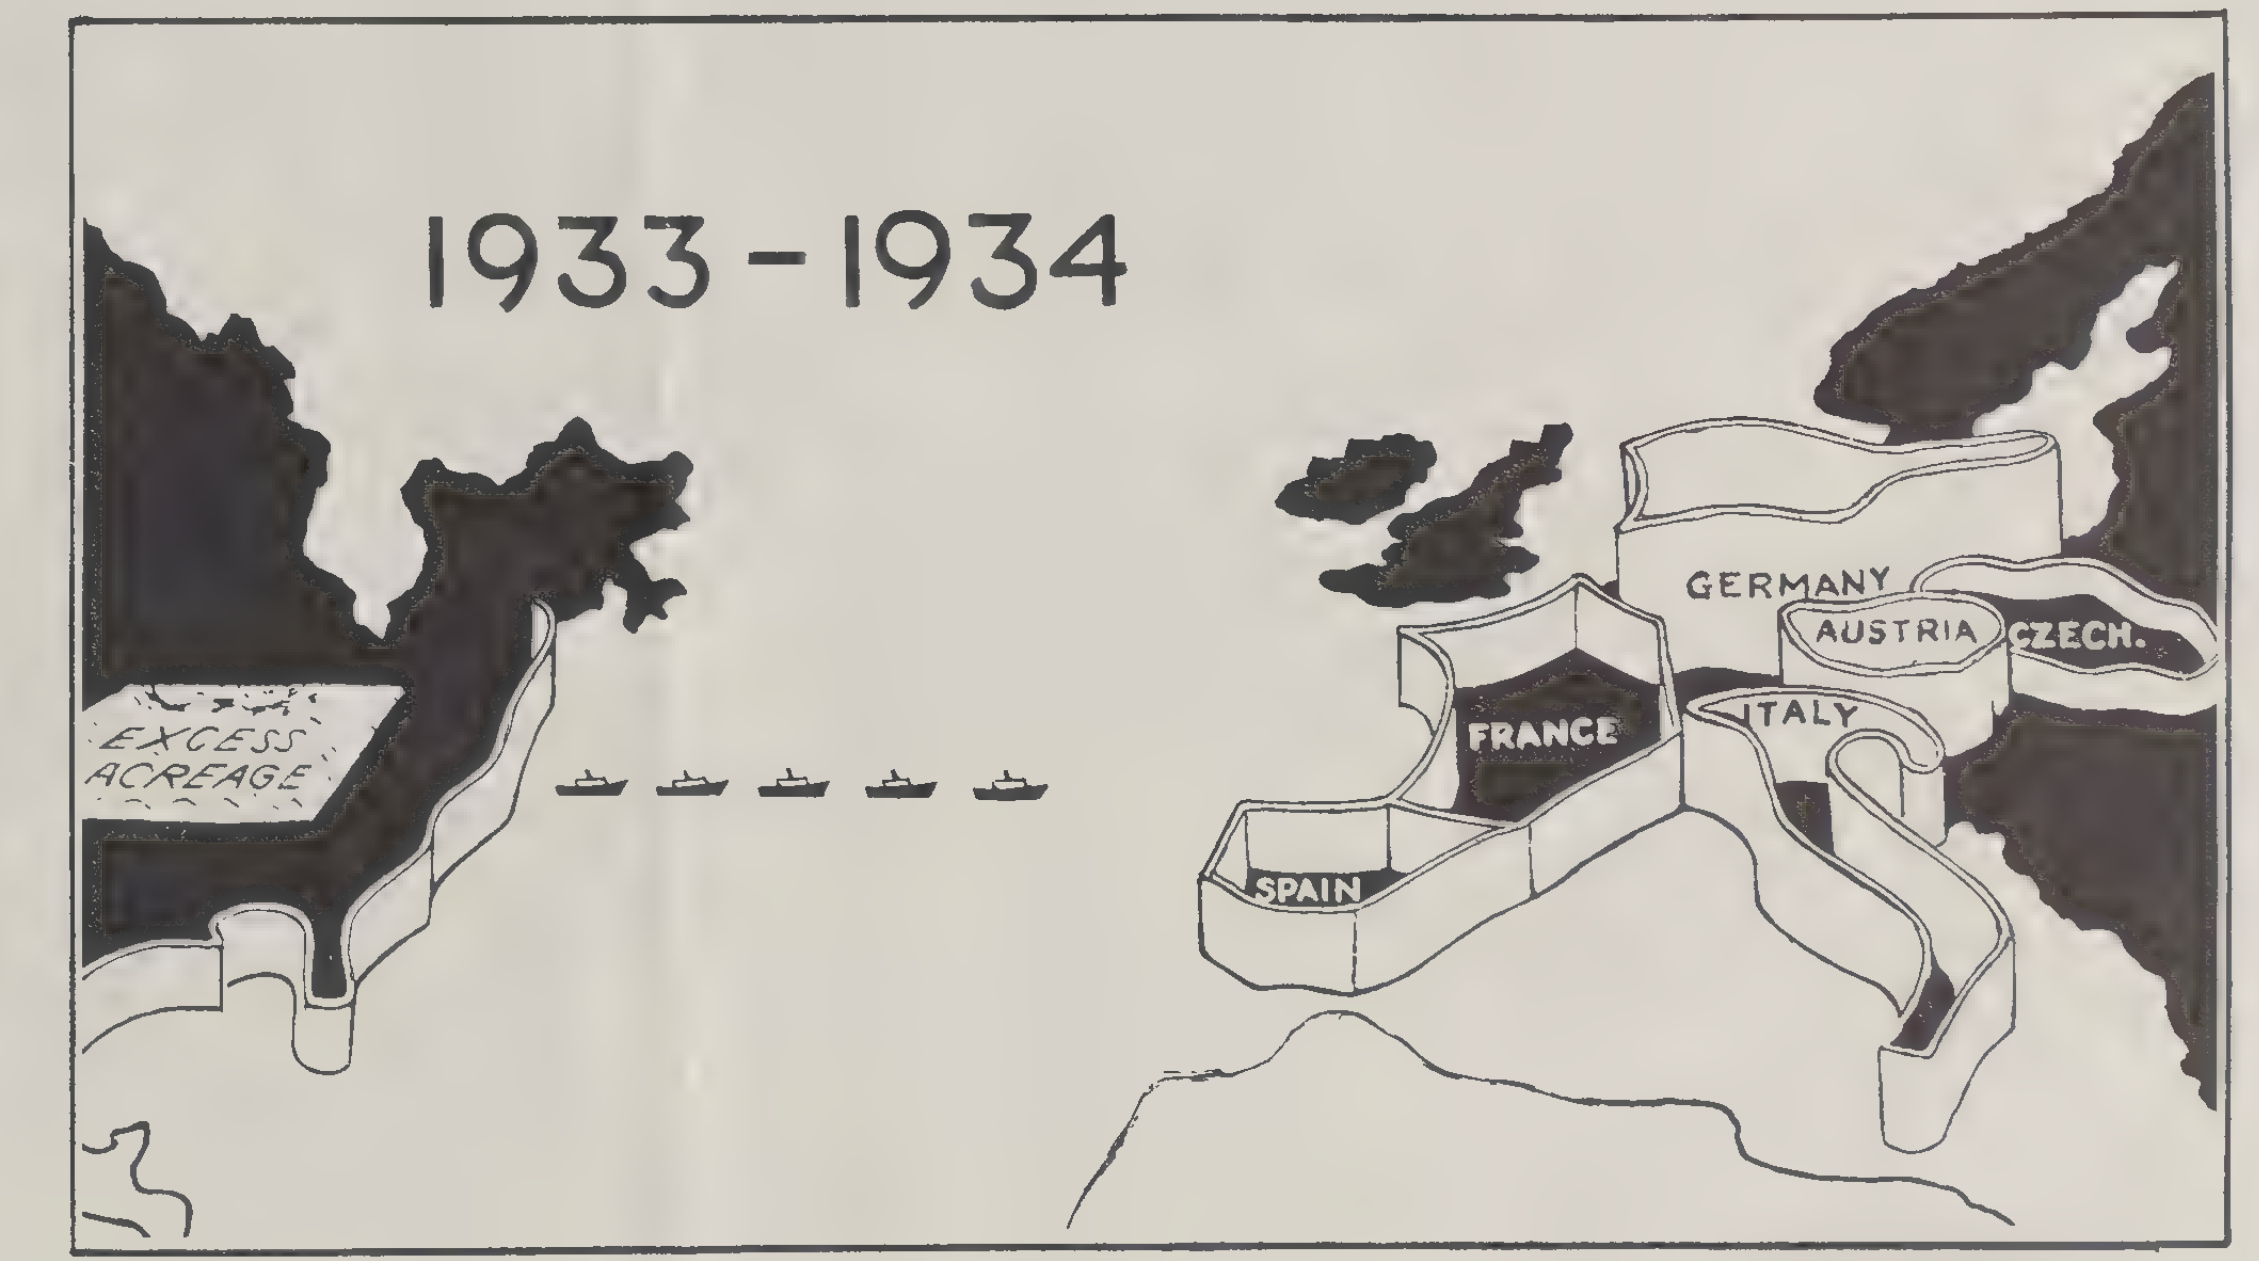 1933-1934
GERMANY
AUSTRIA
CZECH.
ITALY
FRANCE
EXCESS
ACREAGE
SPAIN